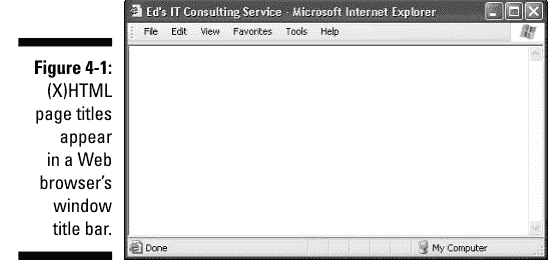 Ed's IT Consulting Service - Microsoft Internet Explorer
File Edit View Favorites Tools Help
Figure 4-1:
(X)HTML
page titles
appear
in a Web
browser's
window
title bar.
Done
My Computer